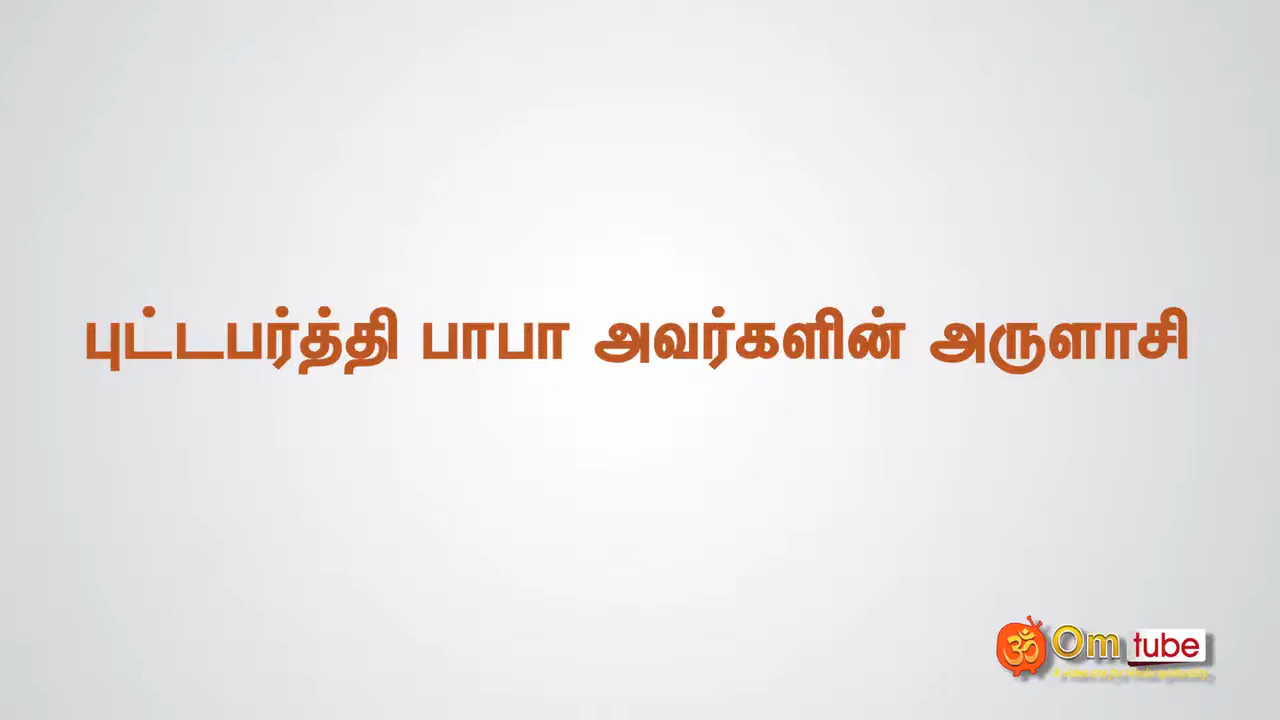 புட்டபர்த்தி பாபா அவர்களின் அருளாசி
ॐ Om tube